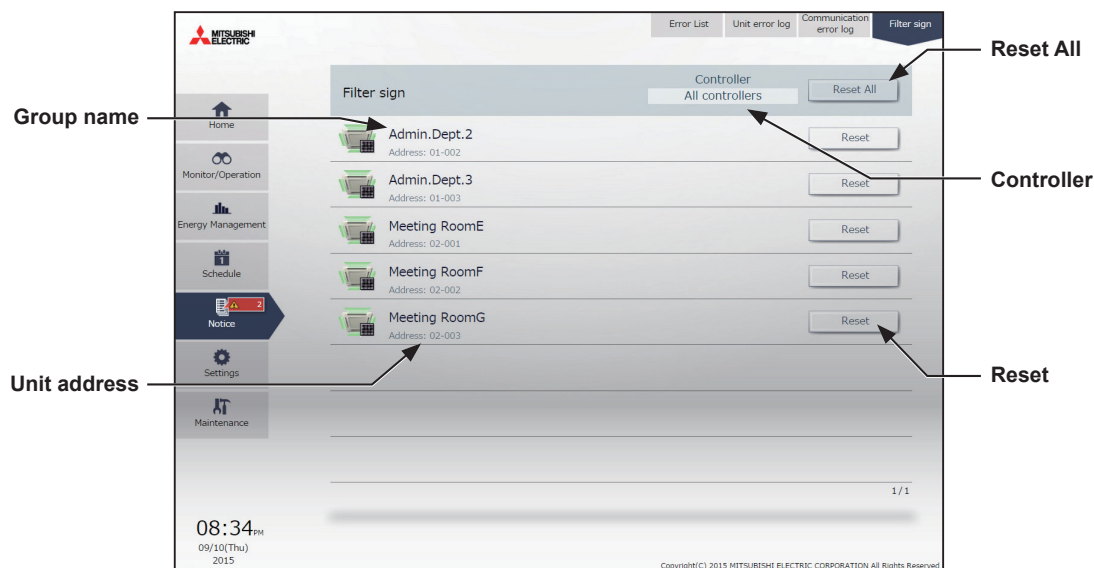 MITSUBISHI
ELECTRIC
Error List
Unit error log
Communication
error log
Filter sign
Reset All
Filter sign
Controller
All controllers
Reset All
Group name
Home
Admin.Dept.2
Address: 01-002
Reset
Monitor/Operation
Admin.Dept.3
Address: 01-003
Reset
Controller
Energy Management
Meeting RoomE
Address: 02-001
Reset
1
Schedule
Meeting RoomF
Address: 02-002
Reset
2
Notice
Meeting RoomG
Address: 02-003
Reset
Settings
Unit address
Reset
Maintenance
1/1
08:34PM
09/10(Thu)
2015
Copyright(C) 2015 MITSUBISHI ELECTRIC CORPORATION All Rights Reserved